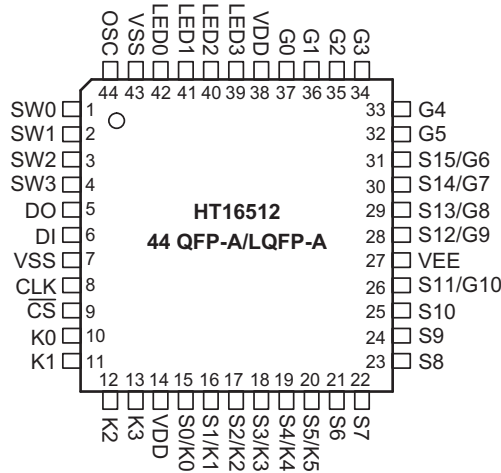 OSC VSS LED0 LED1 LED2 LED3 VDD G0 G1 G2 G3
44 43 42 41 40 39 38 37 36 35 34
SW0 1 33 G4
SW1 2 32 G5
SW2 3 31 S15/G6
SW3 4 30 S14/G7
DO 5 29 S13/G8
HT16512
DI 6 28 S12/G9
44 QFP-A/LQFP-A
VSS 7 27 VEE
CLK 8 26 S11/G10
CS 9 25 S10
K0 10 24 S9
K1 11 23 S8
12 13 14 15 16 17 18 19 20 21 22
K2 K3 VDD S0/K0 S1/K1 S2/K2 S3/K3 S4/K4 S5/K5 S6 S7